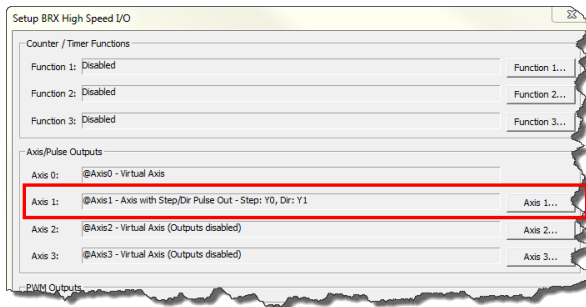 Setup BRX High Speed I/O
Counter / Timer Functions
Function 1: Disabled Function 1...
Function 2: Disabled Function 2...
Function 3: Disabled Function 3...
Axis/Pulse Outputs
Axis 0: @Axis0 - Virtual Axis
Axis 1: @Axis1 - Axis with Step/Dir Pulse Out - Step: Y0, Dir: Y1 Axis 1...
Axis 2: @Axis2 - Virtual Axis (Outputs disabled) Axis 2...
Axis 3: @Axis3 - Virtual Axis (Outputs disabled) Axis 3...
PWM Outputs